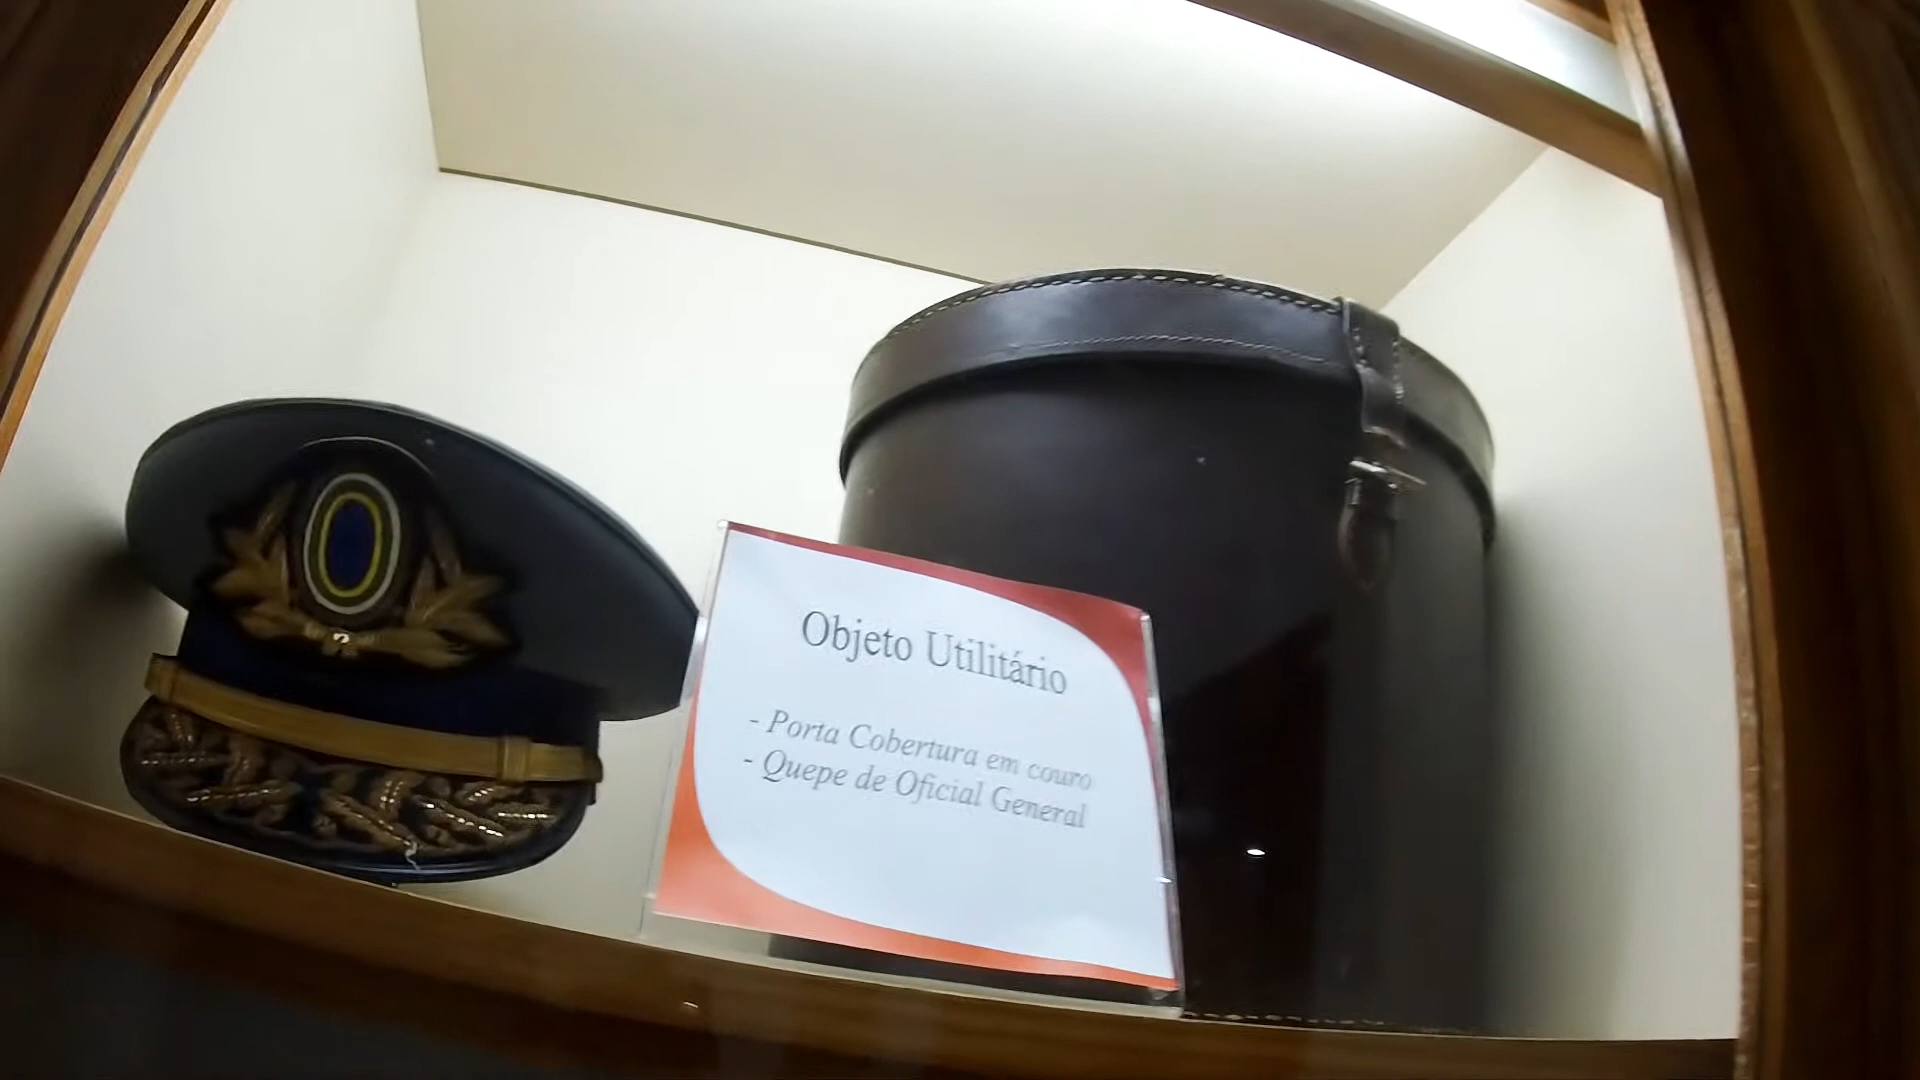 Objeto Utilitário
- Porta Cobertura em couro
- Quepe de Oficial General